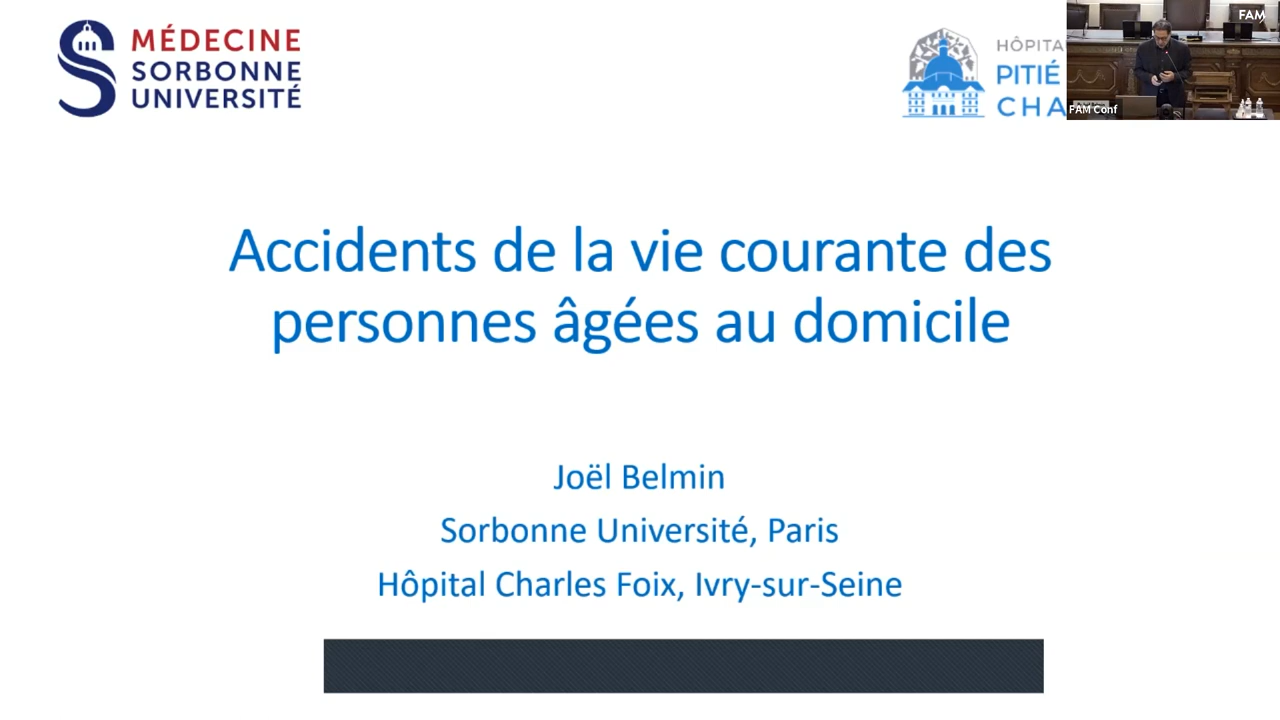 MÉDECINE
SORBONNE
UNIVERSITÉ
HÔPITA
PITIÉ
CHA
FAM
FAM Conf
Accidents de la vie courante des
personnes âgées au domicile
Joël Belmin
Sorbonne Université, Paris
Hôpital Charles Foix, Ivry-sur-Seine